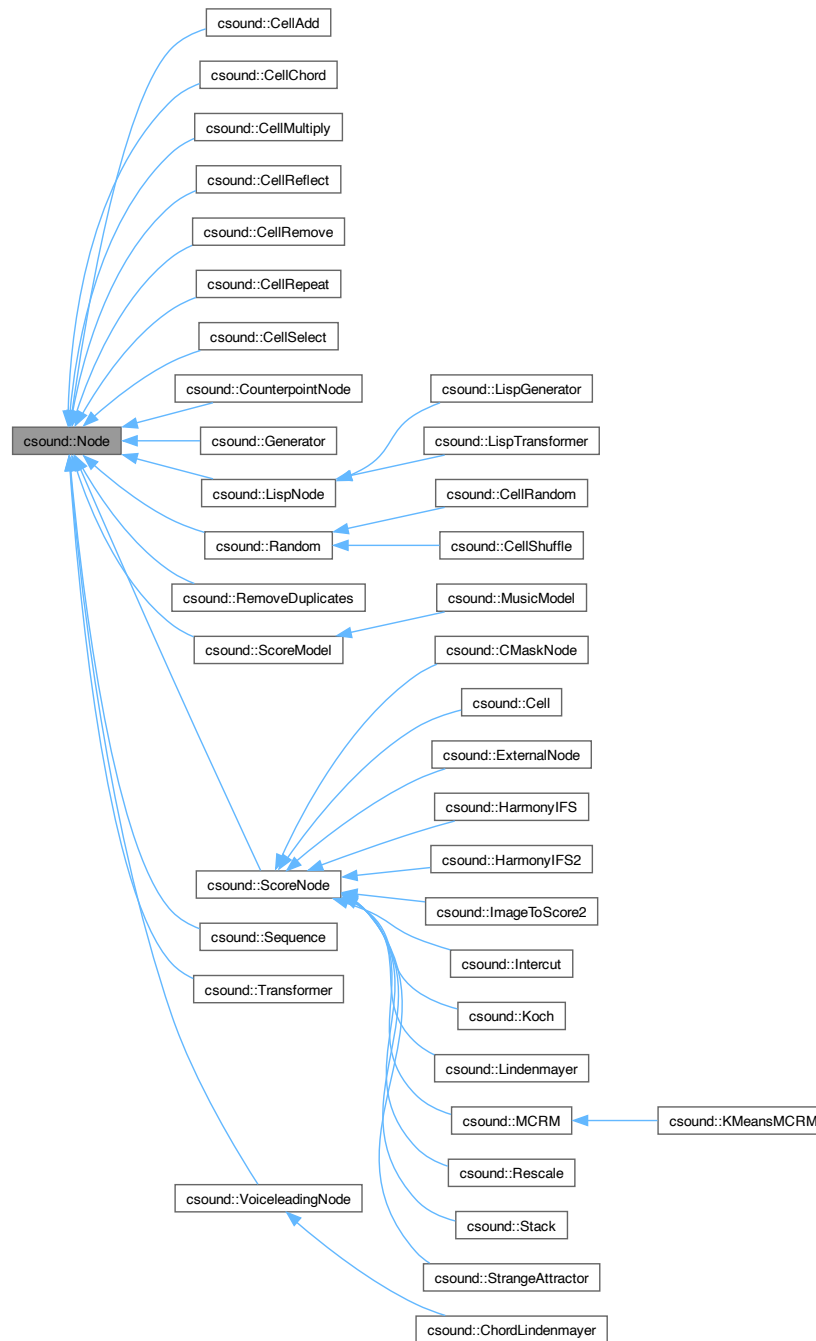 csound::CellAdd
csound::CellChord
csound::CellMultiply
csound::CellReflect
csound::CellRemove
csound::CellRepeat
csound::CellSelect
csound::CounterpointNode
csound::LispGenerator
csound::Node
csound::Generator
csound::LispTransformer
csound::LispNode
csound::CellRandom
csound::Random
csound::CellShuffle
csound::RemoveDuplicates
csound::MusicModel
csound::ScoreModel
csound::CMaskNode
csound::Cell
csound::ExternalNode
csound::HarmonyIFS
csound::HarmonyIFS2
csound::ScoreNode
csound::ImageToScore2
csound::Sequence
csound::Intercut
csound::Transformer
csound::Koch
csound::Lindenmayer
csound::MCRM
csound::KMeansMCRM
csound::Rescale
csound::VoiceleadingNode
csound::Stack
csound::StrangeAttractor
csound::ChordLindenmayer